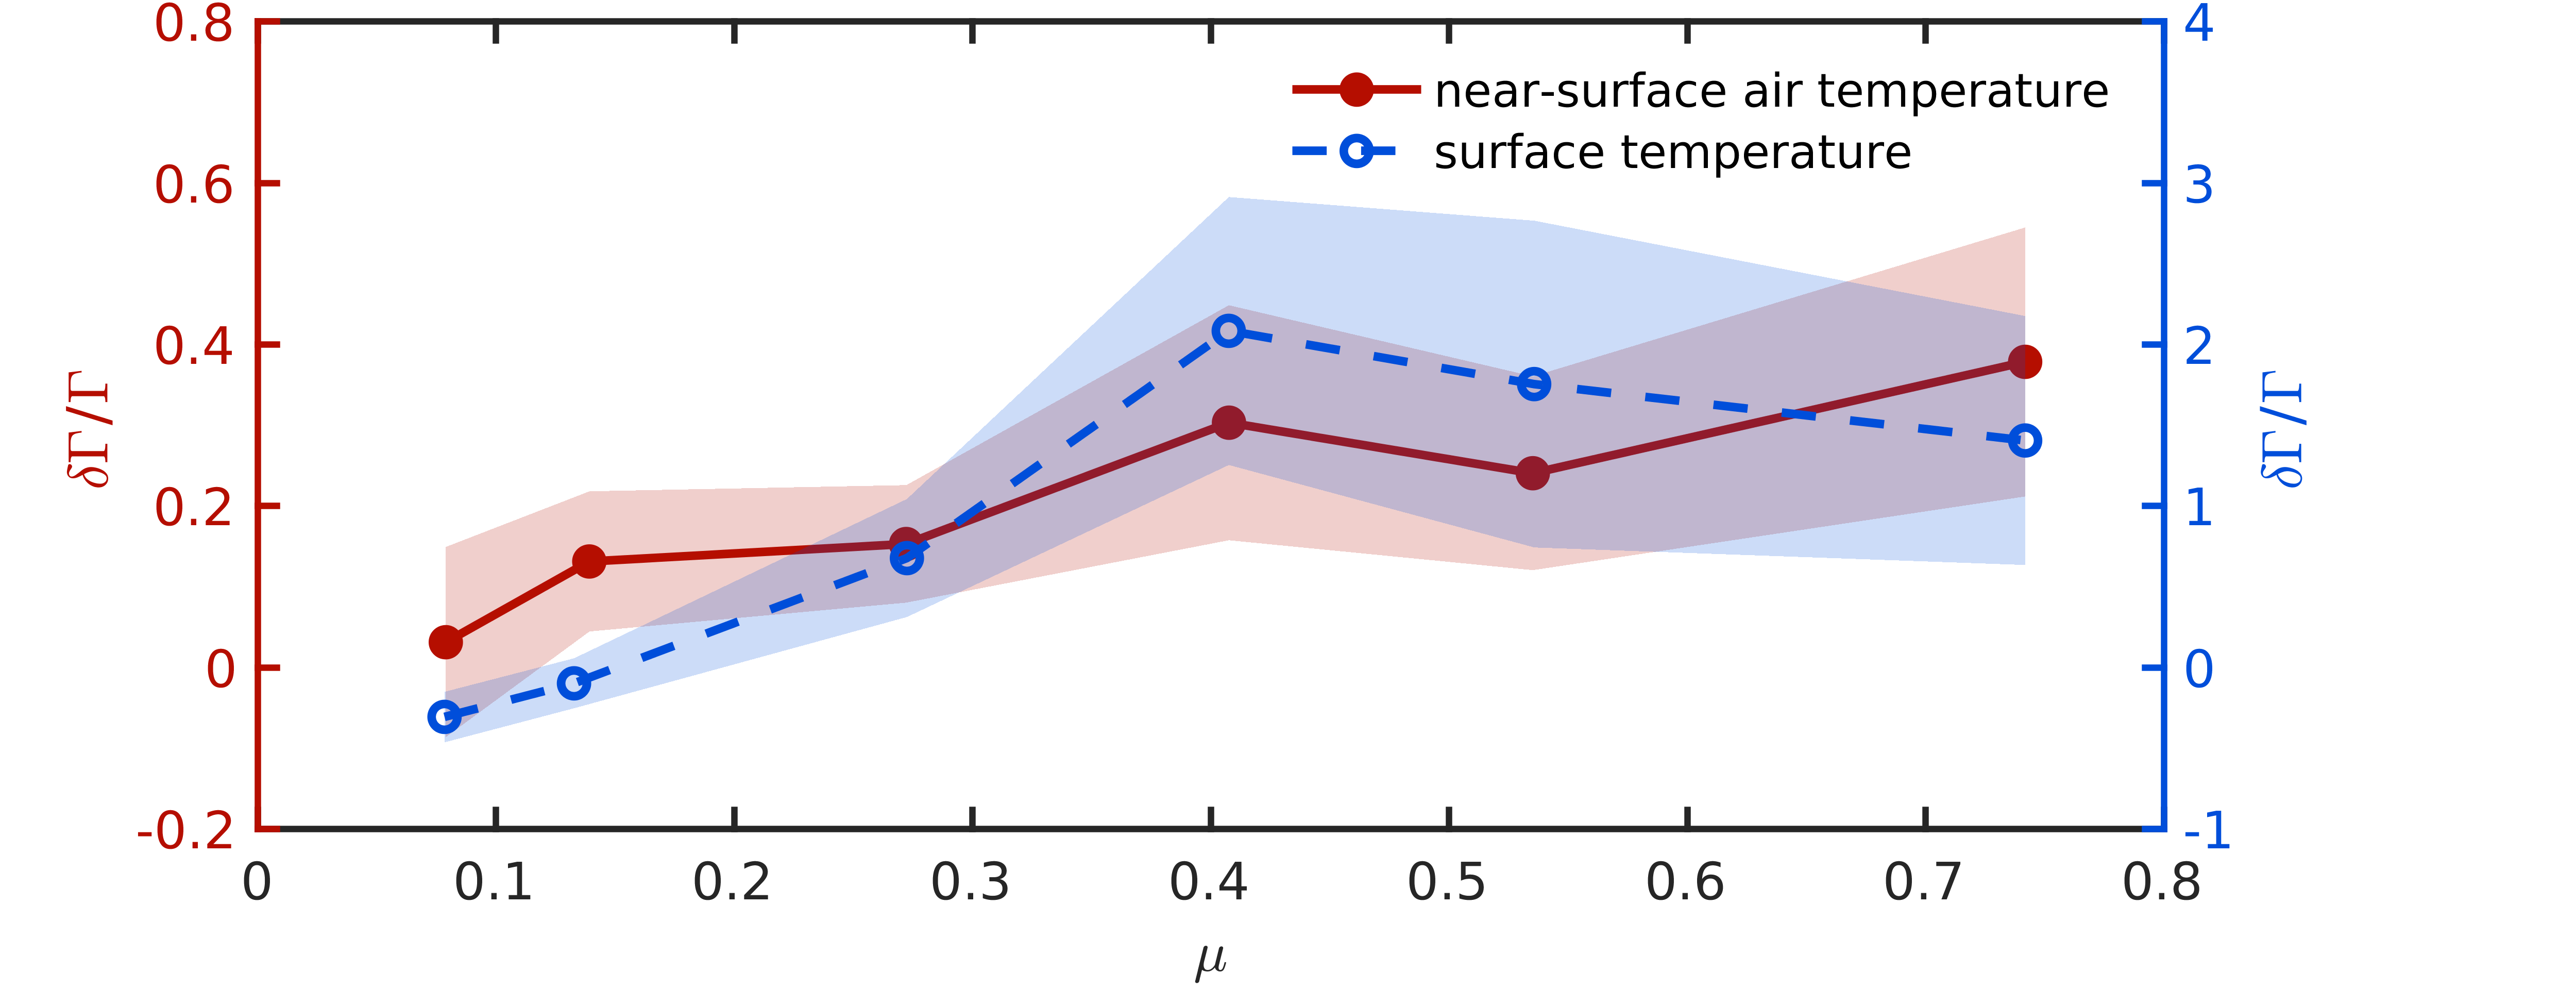 0.8
0.6
0.4
0.2
0
-0.2
δΓ/Γ
near-surface air temperature
surface temperature
4
3
2
1
0
-1
δΓ/Γ
0 0.1 0.2 0.3 0.4 0.5 0.6 0.7 0.8
μ